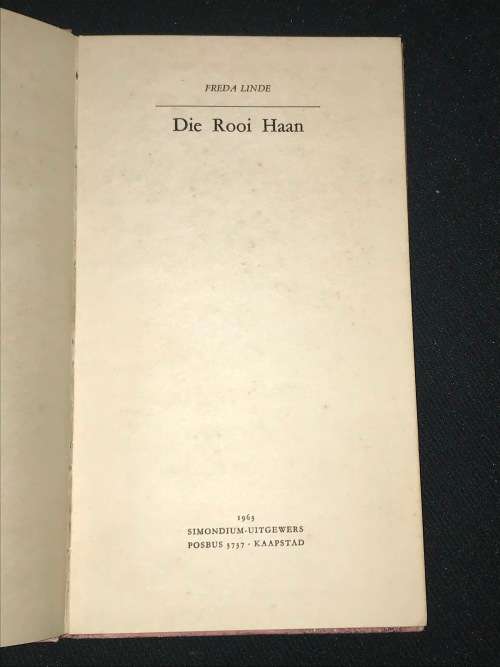 FREDA LINDE
Die Rooi Haan
1963
SIMONDIUM-UITGEWERS
POSBUS 3737 · KAAPSTAD